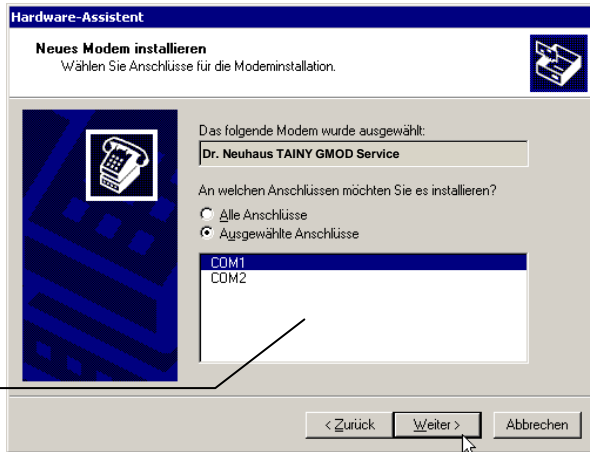 Hardware-Assistent
Neues Modem installieren
Wählen Sie Anschlüsse für die Modeminstallation.
Das folgende Modem wurde ausgewählt:
Dr. Neuhaus TAINY GMOD Service
An welchen Anschlüssen möchten Sie es installieren?
Alle Anschlüsse
Ausgewählte Anschlüsse
COM1
COM2
< Zurück
Weiter >
Abbrechen